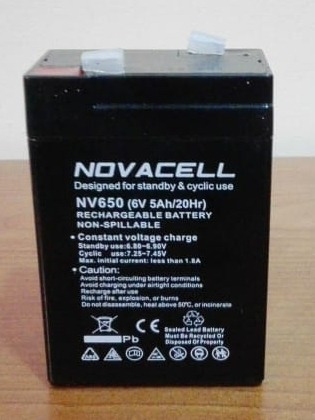 NOVACELL
Designed for standby & cyclic use
NV650 (6V 5Ah/20Hr)
RECHARGEABLE BATTERY
NON-SPILLABLE
• Constant voltage charge
Standby use: 6.80-6.90V
Cyclic use: 7.25-7.45V
Max. initial current: less than 1.5A
• Caution:
Avoid short-circuiting battery terminals
Avoid charging under airtight conditions
Recharge after use
Risk of fire, explosion, or burns
Do not disassemble, heat above 50°C, or incinerate
Pb
CE
Sealed Lead Battery
Must Be Recycled Or
Disposed Of Properly